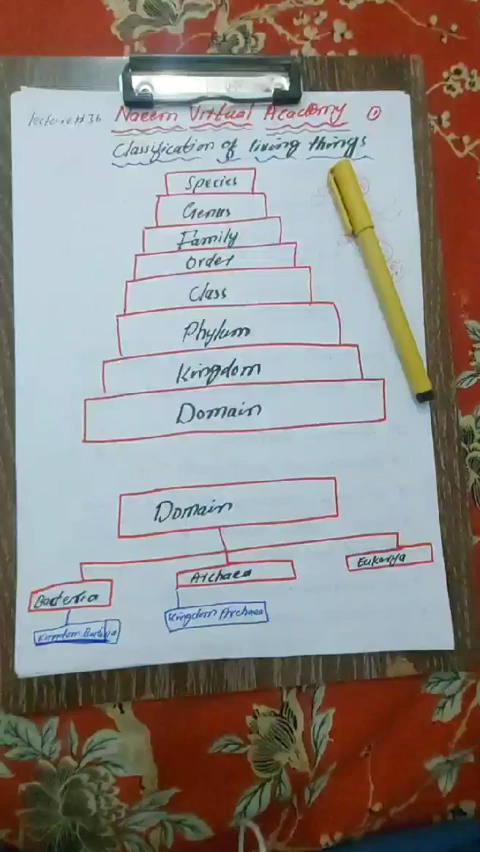 lecture # 36 Naeem Virtual Academy ①
Classification of living things
Species
Genus
Family
Order
Class
Phylum
Kingdom
Domain
Domain
Bacteria Archaea Eukarya
Kingdom Bacteria Kingdom Archaea